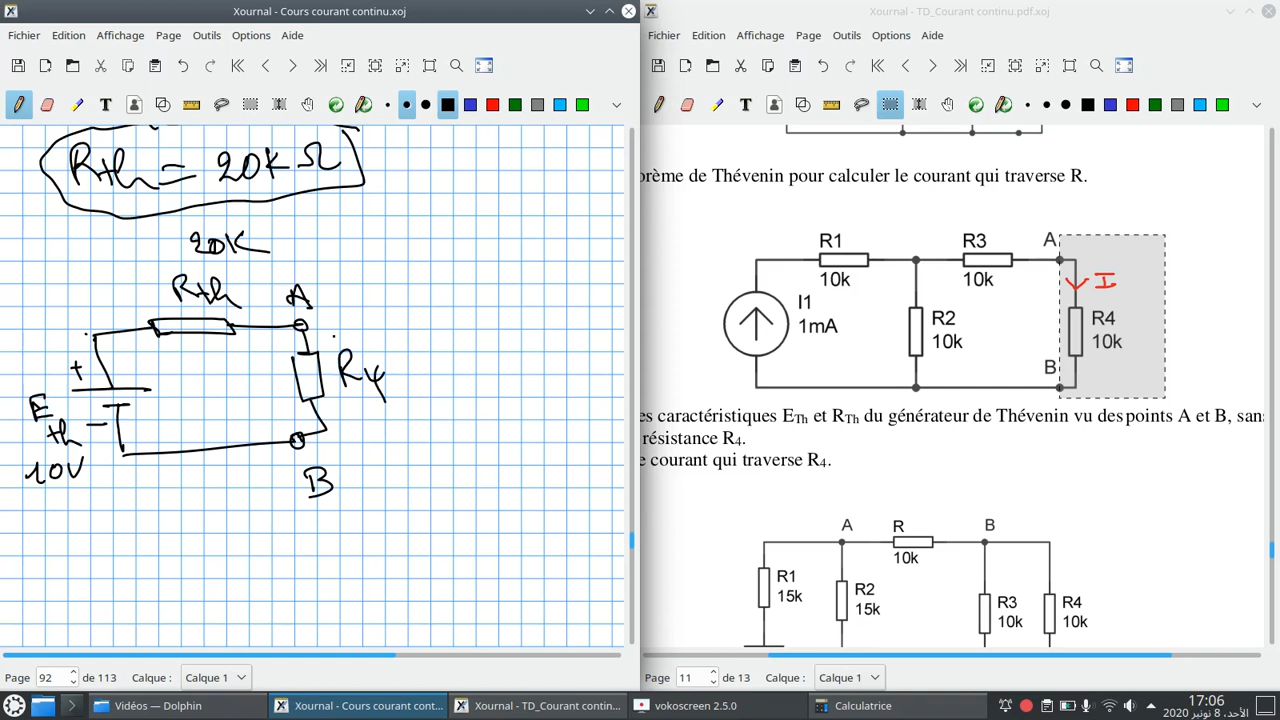 Xournal - Cours courant continu.xoj
Fichier Edition Affichage Page Outils Options Aide
Rth = 20K Ω
20K
Rth
A
+
R4
E
th
10V
B
Page 92 de 113 Calque : Calque 1
Xournal - TD_Courant continu.pdf.xoj
Fichier Edition Affichage Page Outils Options Aide
orème de Thévenin pour calculer le courant qui traverse R.
R1
10k
R3
10k
A
I
I1
1mA
R2
10k
R4
10k
B
es caractéristiques ETh et RTh du générateur de Thévenin vu des points A et B, sans
résistance R4.
e courant qui traverse R4.
A
R
B
10k
R1
15k
R2
15k
R3
10k
R4
10k
Page 11 de 13 Calque : Calque 1
Vidéos — Dolphin
Xournal - Cours courant cont...
Xournal - TD_Courant contin...
vokoscreen 2.5.0
Calculatrice
17:06
الأحد، 8 نونبر 2020